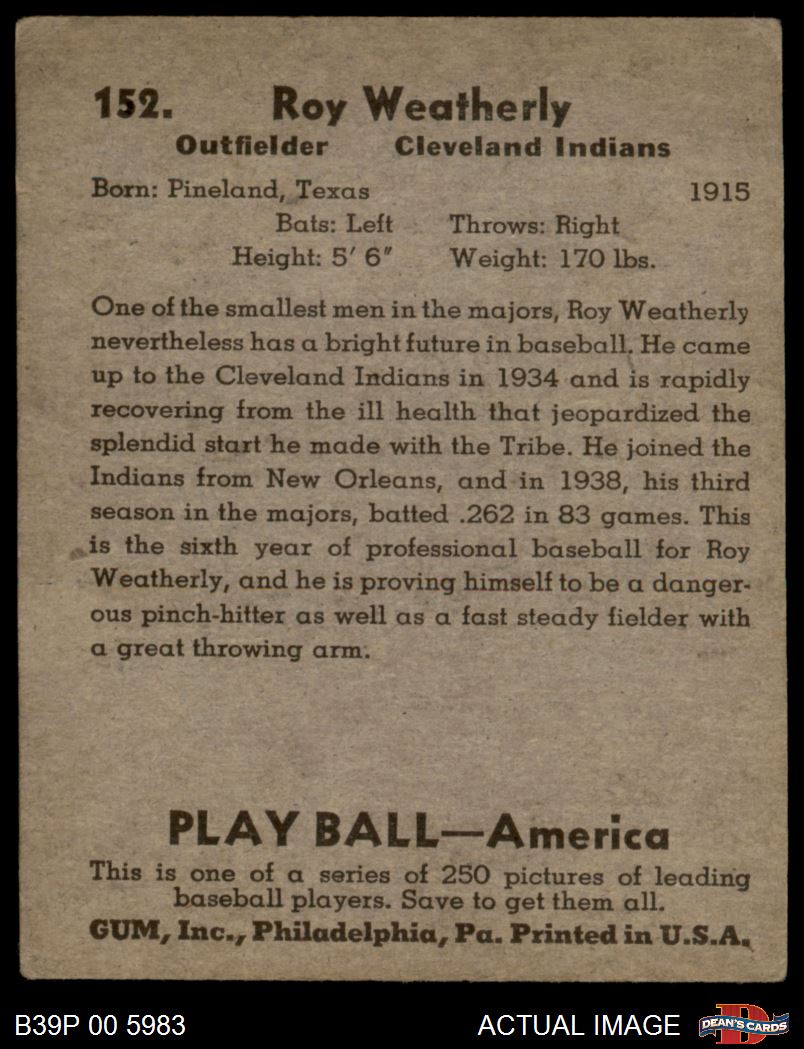 152. Roy Weatherly
Outfielder Cleveland Indians
Born: Pineland, Texas 1915
Bats: Left Throws: Right
Height: 5′ 6″ Weight: 170 lbs.
One of the smallest men in the majors, Roy Weatherly
nevertheless has a bright future in baseball. He came
up to the Cleveland Indians in 1934 and is rapidly
recovering from the ill health that jeopardized the
splendid start he made with the Tribe. He joined the
Indians from New Orleans, and in 1938, his third
season in the majors, batted .262 in 83 games. This
is the sixth year of professional baseball for Roy
Weatherly, and he is proving himself to be a danger-
ous pinch-hitter as well as a fast steady fielder with
a great throwing arm.
PLAY BALL—America
This is one of a series of 250 pictures of leading
baseball players. Save to get them all.
GUM, Inc., Philadelphia, Pa. Printed in U.S.A.
B39P 00 5983 ACTUAL IMAGE D DEAN'S CARDS